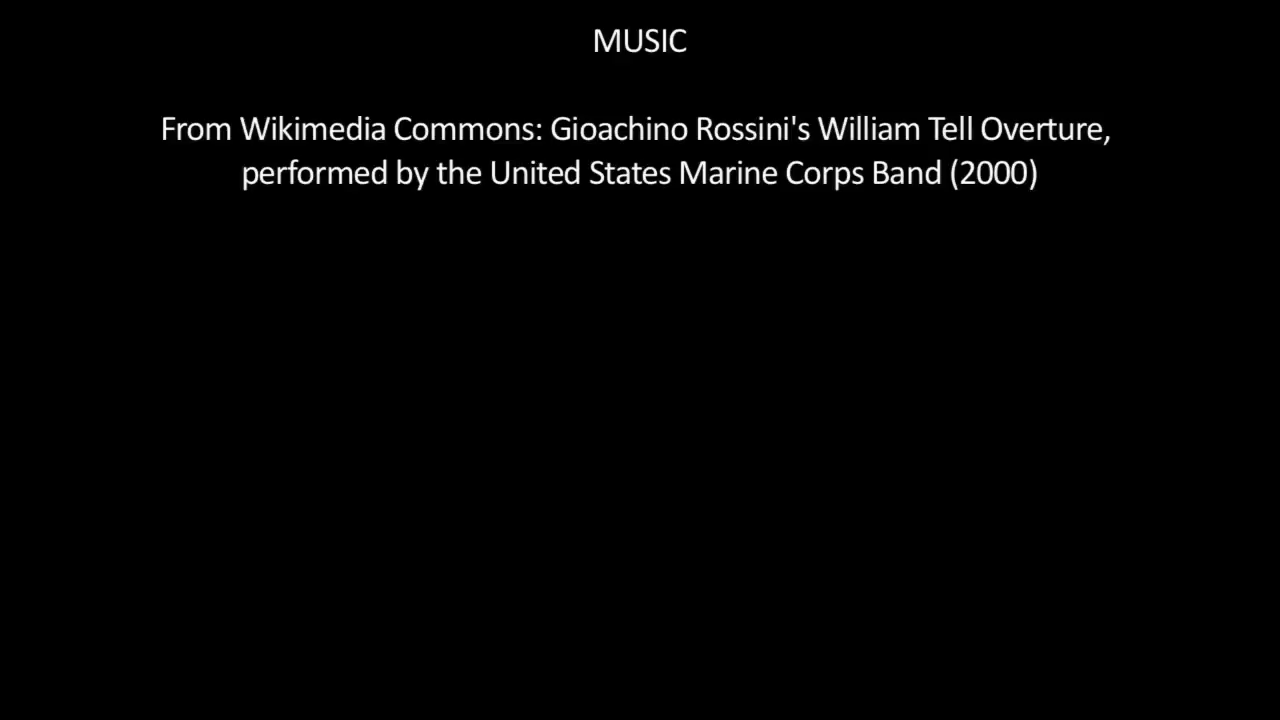 MUSIC
From Wikimedia Commons: Gioachino Rossini's William Tell Overture,
performed by the United States Marine Corps Band (2000)